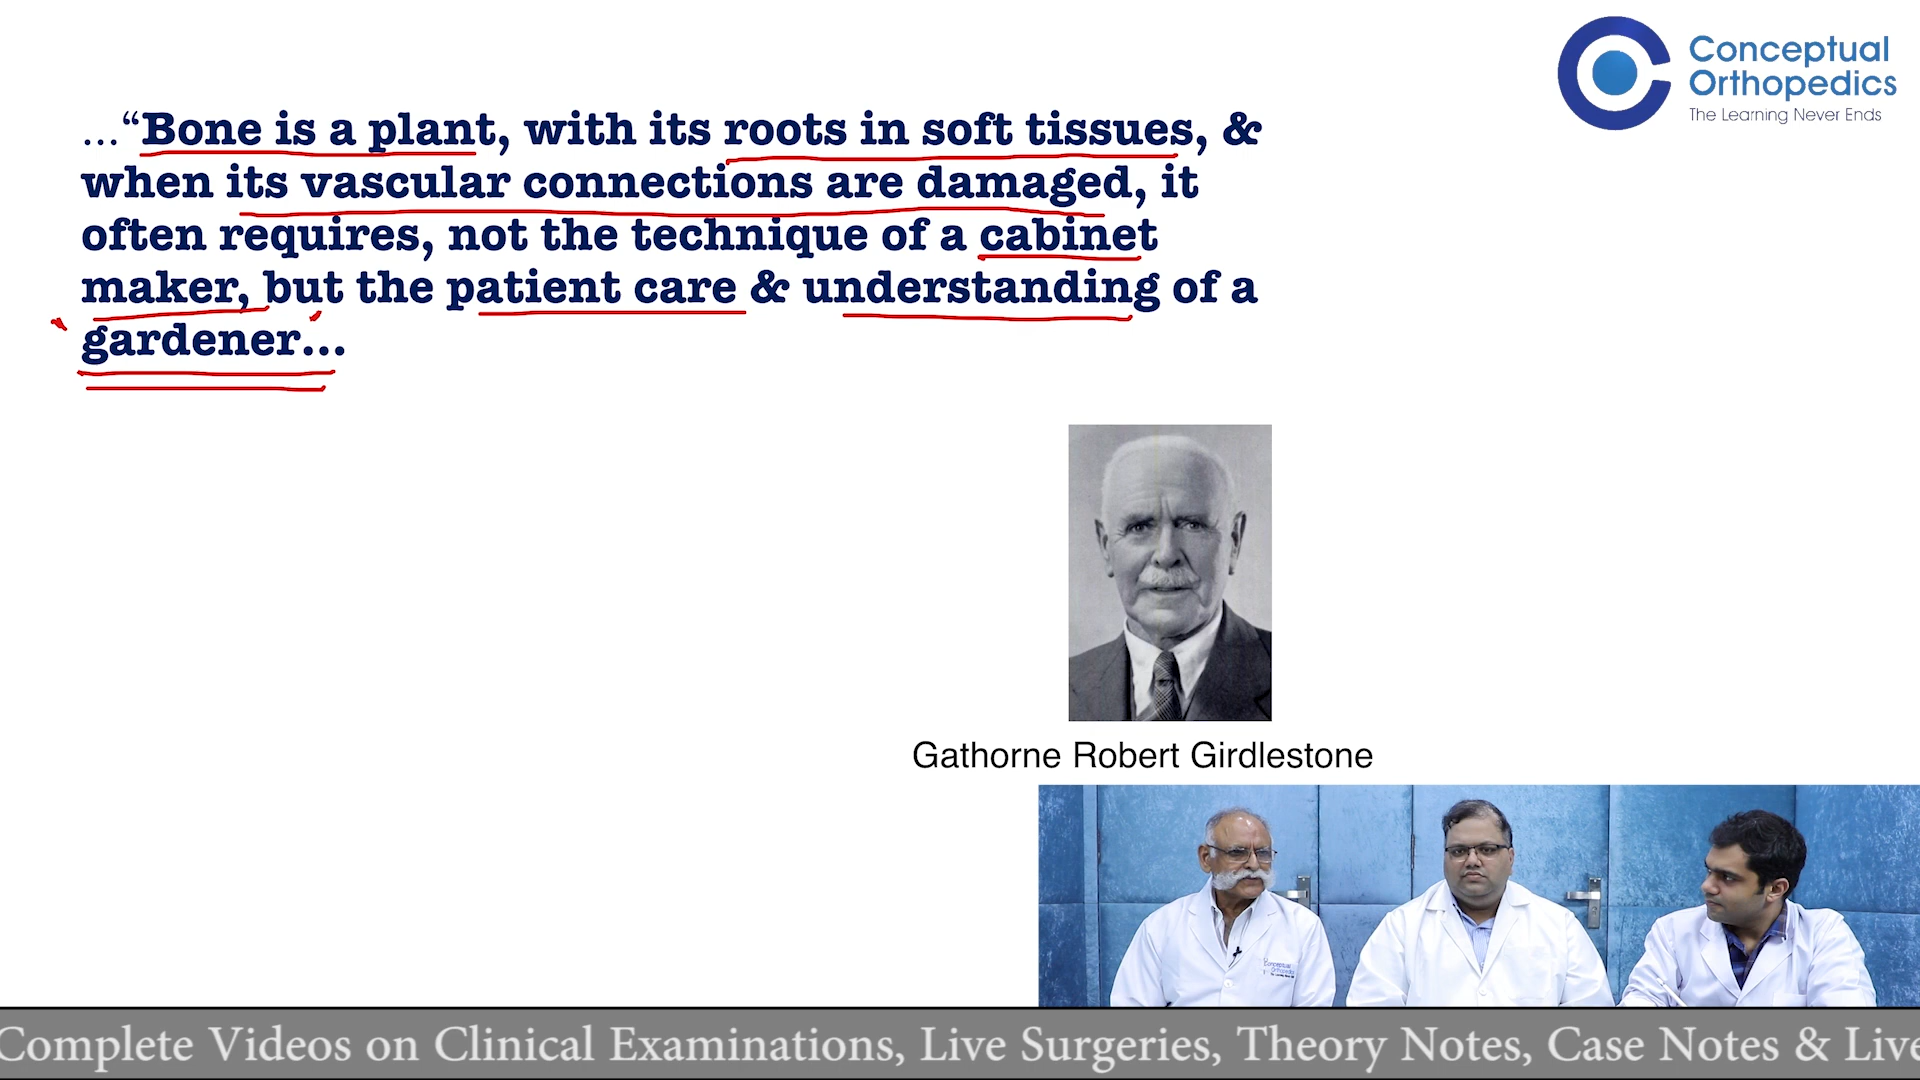 Conceptual
Orthopedics
The Learning Never Ends
...“Bone is a plant, with its roots in soft tissues, &
when its vascular connections are damaged, it
often requires, not the technique of a cabinet
maker, but the patient care & understanding of a
gardener...
Gathorne Robert Girdlestone
Conceptual
Orthopedics
Complete Videos on Clinical Examinations, Live Surgeries, Theory Notes, Case Notes & Live